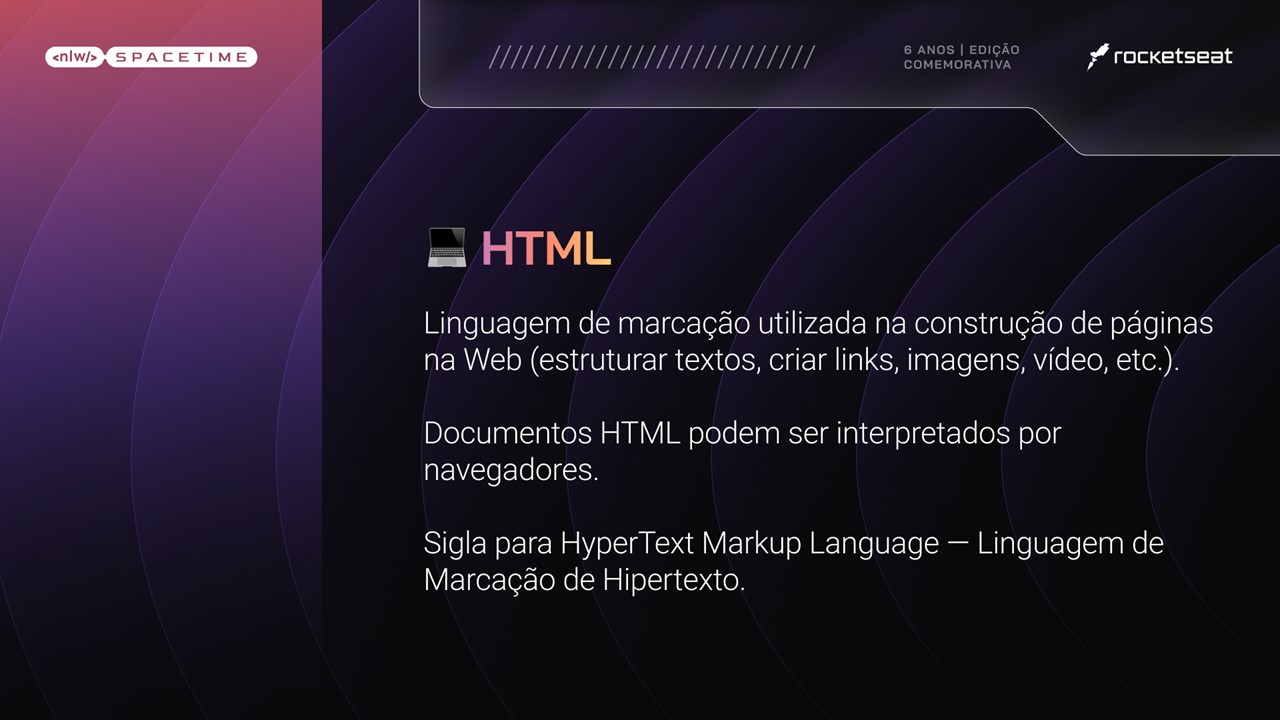 <nlw/> SPACETIME
////////////////////////////
6 ANOS | EDIÇÃO
COMEMORATIVA
rocketseat
💻 HTML
Linguagem de marcação utilizada na construção de páginas
na Web (estruturar textos, criar links, imagens, vídeo, etc.).
Documentos HTML podem ser interpretados por
navegadores.
Sigla para HyperText Markup Language — Linguagem de
Marcação de Hipertexto.